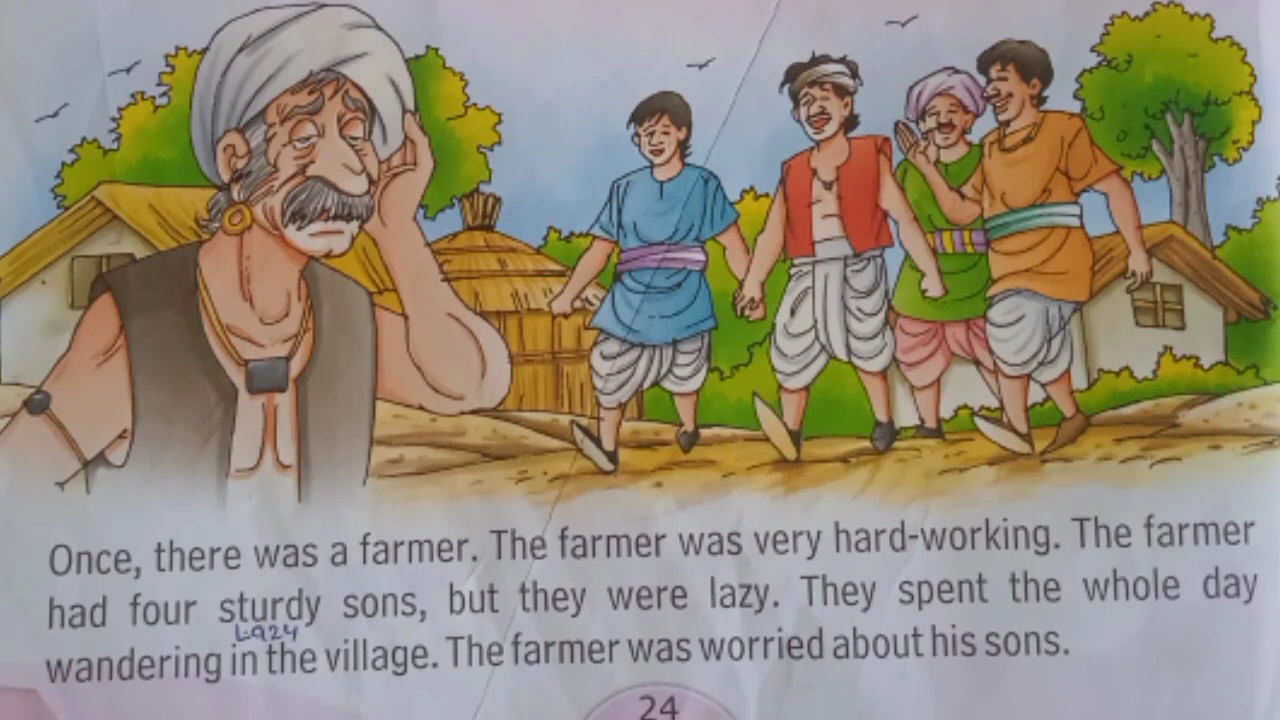 Once, there was a farmer. The farmer was very hard-working. The farmer
had four sturdy sons, but they were lazy. They spent the whole day
wandering in the village. The farmer was worried about his sons.
24